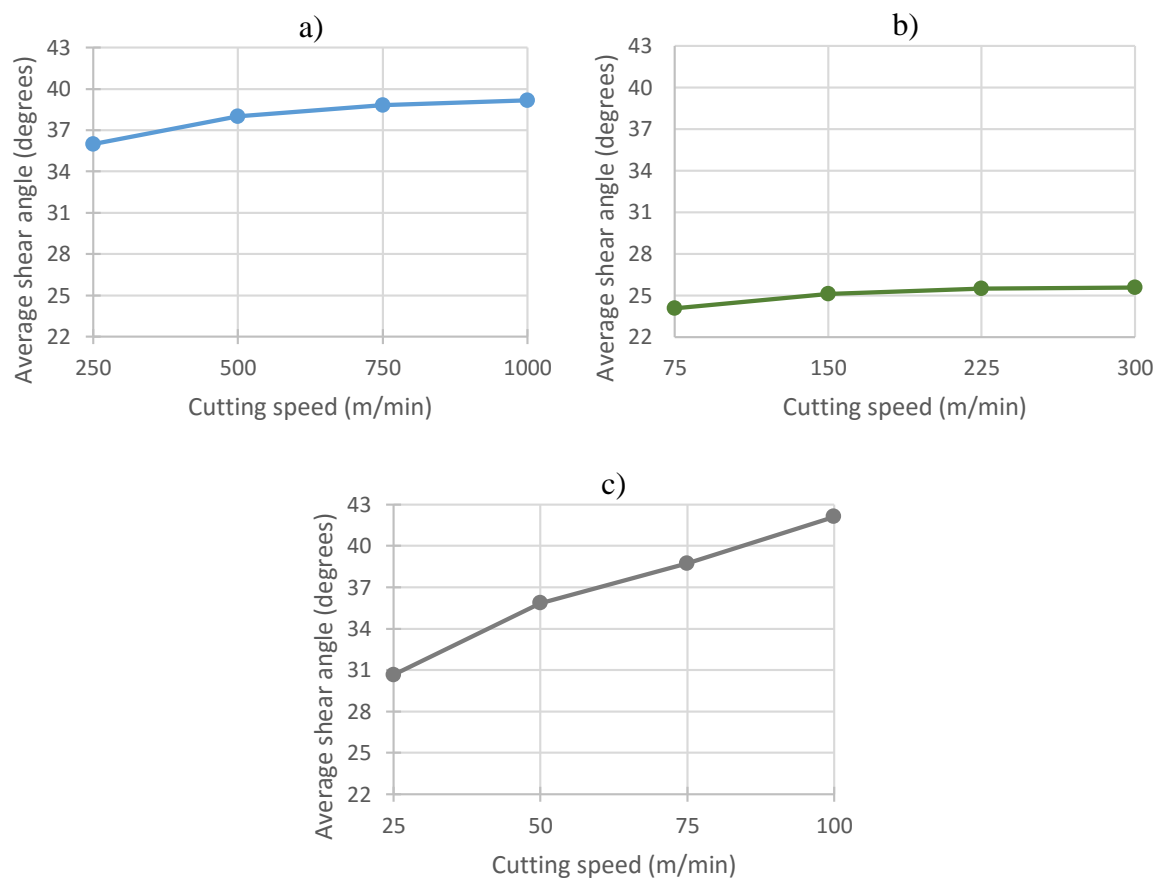 a)
Average shear angle (degrees)
43
40
37
34
31
28
25
22
250 500 750 1000
Cutting speed (m/min)
b)
Average shear angle (degrees)
43
40
37
34
31
28
25
22
75 150 225 300
Cutting speed (m/min)
c)
Average shear angle (degrees)
43
40
37
34
31
28
25
22
25 50 75 100
Cutting speed (m/min)